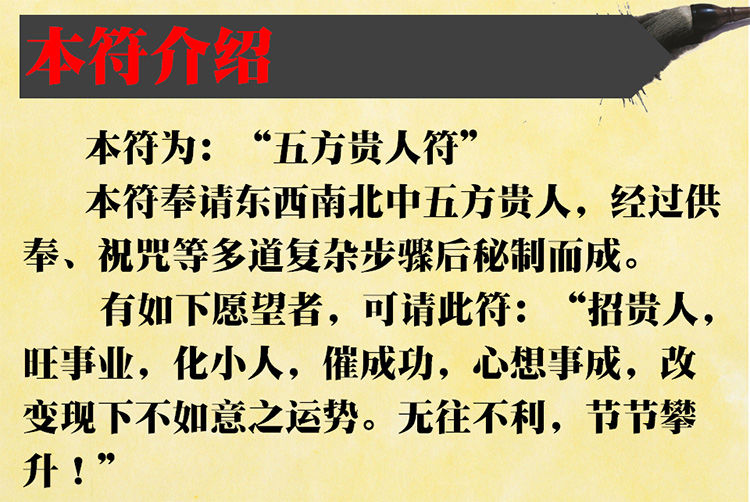 本符介绍
本符为：“五方贵人符”
本符奉请东西南北中五方贵人，经过供
奉、祝咒等多道复杂步骤后秘制而成。
有如下愿望者，可请此符：“招贵人，
旺事业，化小人，催成功，心想事成，改
变现下不如意之运势。无往不利，节节攀
升！”